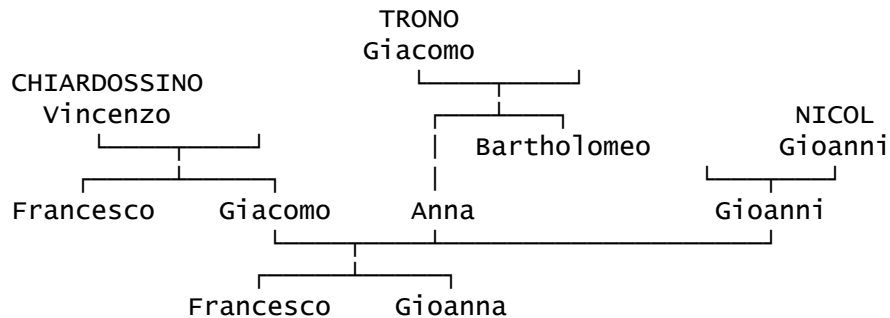 TRONO
Giacomo
CHIARDOSSINO
Vincenzo NICOL
Bartholomeo Gioanni
Francesco Giacomo Anna Gioanni
Francesco Gioanna